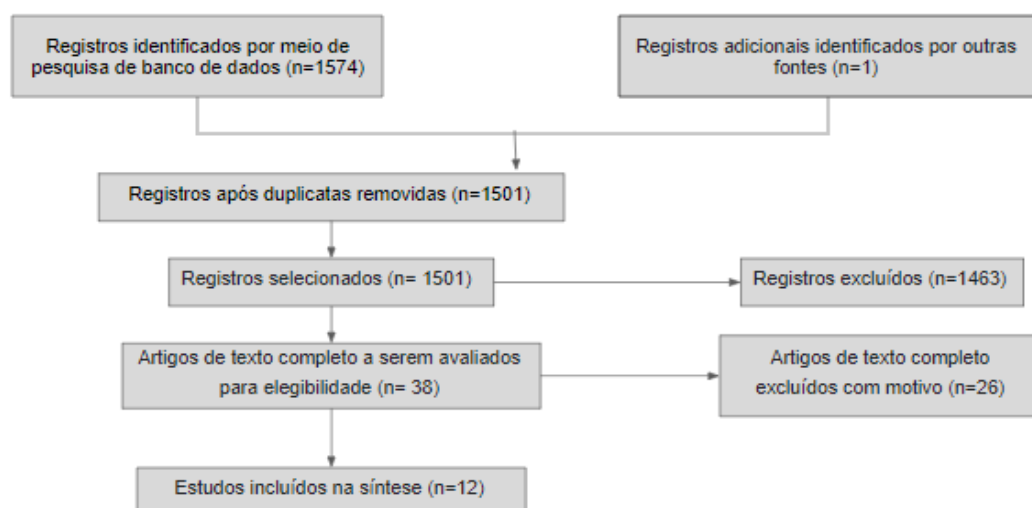 Registros identificados por meio de
pesquisa de banco de dados (n=1574)
Registros adicionais identificados por outras
fontes (n=1)
Registros após duplicatas removidas (n=1501)
Registros selecionados (n= 1501)
Registros excluídos (n=1463)
Artigos de texto completo a serem avaliados
para elegibilidade (n= 38)
Artigos de texto completo
excluídos com motivo (n=26)
Estudos incluídos na síntese (n=12)